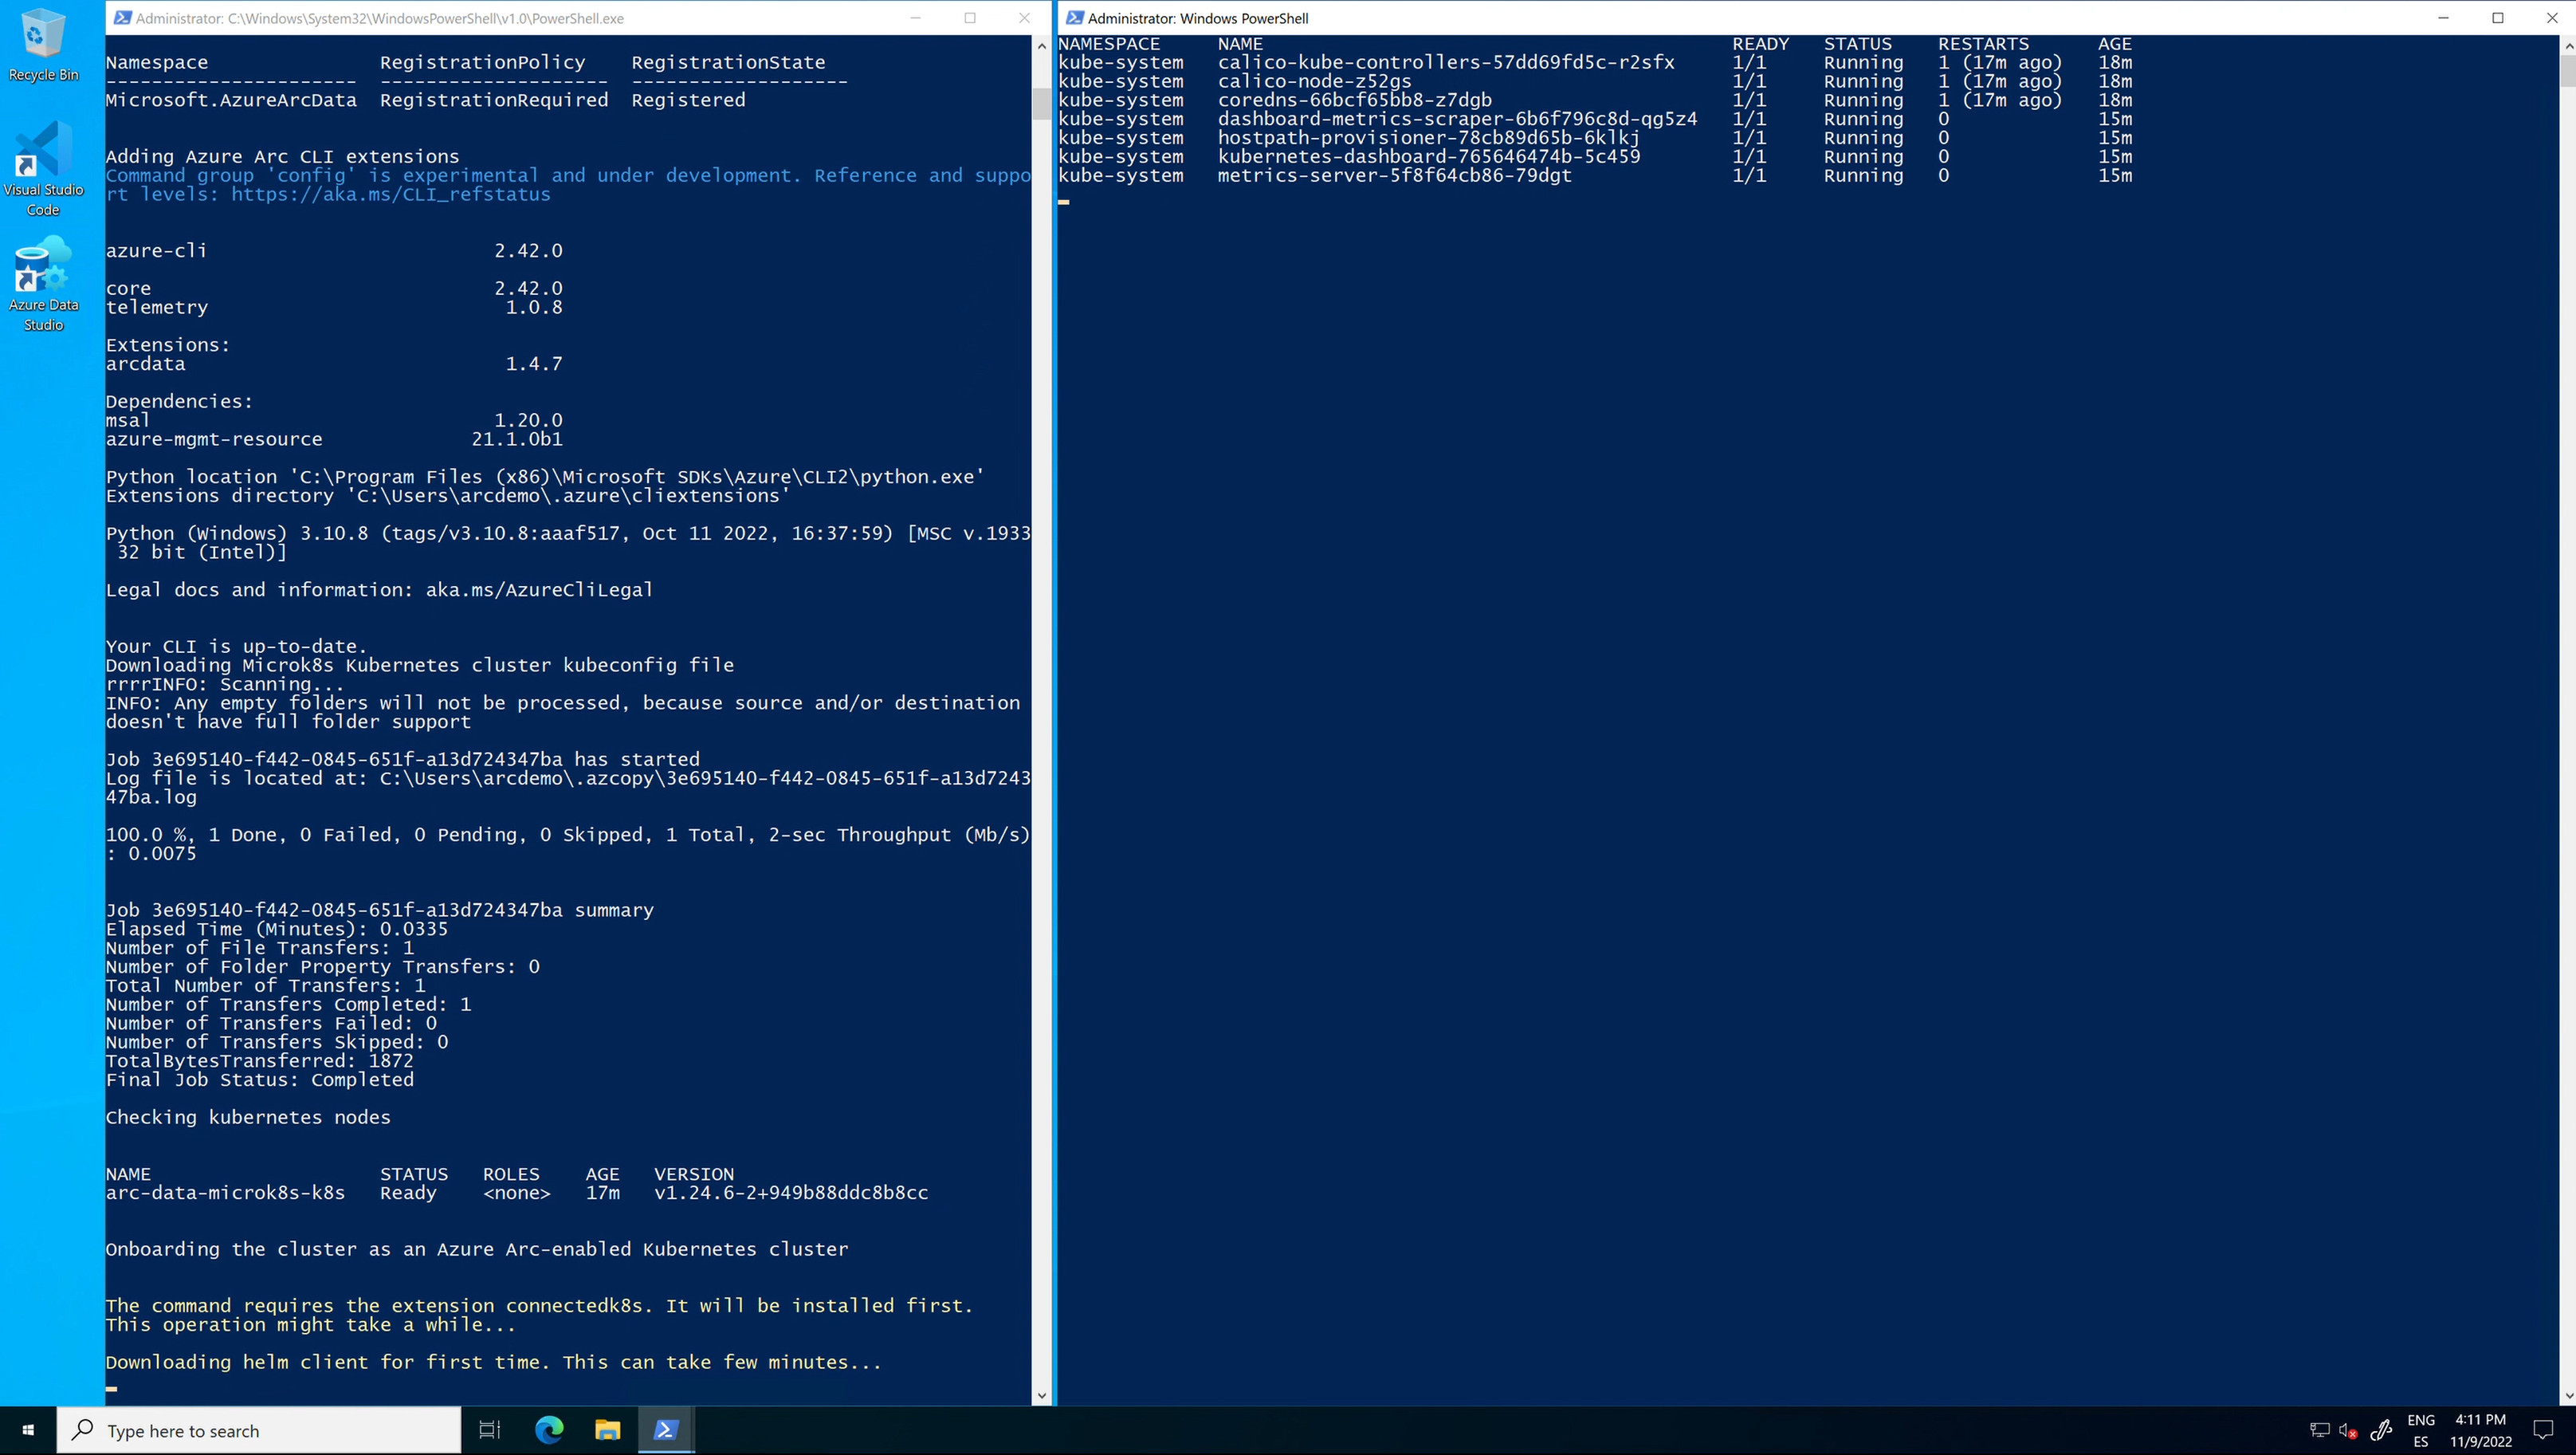 Recycle Bin
Visual Studio
Code
Azure Data
Studio
Administrator: C:\Windows\System32\WindowsPowerShell\v1.0\PowerShell.exe
Namespace RegistrationPolicy RegistrationState
---------------------- -------------------- -------------------
Microsoft.AzureArcData RegistrationRequired Registered
Adding Azure Arc CLI extensions
Command group 'config' is experimental and under development. Reference and suppo
rt levels: https://aka.ms/CLI_refstatus
azure-cli 2.42.0
core 2.42.0
telemetry 1.0.8
Extensions:
arcdata 1.4.7
Dependencies:
msal 1.20.0
azure-mgmt-resource 21.1.0b1
Python location 'C:\Program Files (x86)\Microsoft SDKs\Azure\CLI2\python.exe'
Extensions directory 'C:\Users\arcdemo\.azure\cliextensions'
Python (Windows) 3.10.8 (tags/v3.10.8:aaaf517, Oct 11 2022, 16:37:59) [MSC v.1933
 32 bit (Intel)]
Legal docs and information: aka.ms/AzureCliLegal
Your CLI is up-to-date.
Downloading Microk8s Kubernetes cluster kubeconfig file
rrrrINFO: Scanning...
INFO: Any empty folders will not be processed, because source and/or destination
doesn't have full folder support
Job 3e695140-f442-0845-651f-a13d724347ba has started
Log file is located at: C:\Users\arcdemo\.azcopy\3e695140-f442-0845-651f-a13d7243
47ba.log
100.0 %, 1 Done, 0 Failed, 0 Pending, 0 Skipped, 1 Total, 2-sec Throughput (Mb/s)
: 0.0075
Job 3e695140-f442-0845-651f-a13d724347ba summary
Elapsed Time (Minutes): 0.0335
Number of File Transfers: 1
Number of Folder Property Transfers: 0
Total Number of Transfers: 1
Number of Transfers Completed: 1
Number of Transfers Failed: 0
Number of Transfers Skipped: 0
TotalBytesTransferred: 1872
Final Job Status: Completed
Checking kubernetes nodes
NAME STATUS ROLES AGE VERSION
arc-data-microk8s-k8s Ready <none> 17m v1.24.6-2+949b88ddc8b8cc
Onboarding the cluster as an Azure Arc-enabled Kubernetes cluster
The command requires the extension connectedk8s. It will be installed first.
This operation might take a while...
Downloading helm client for first time. This can take few minutes...
Administrator: Windows PowerShell
NAMESPACE NAME READY STATUS RESTARTS AGE
kube-system calico-kube-controllers-57dd69fd5c-r2sfx 1/1 Running 1 (17m ago) 18m
kube-system calico-node-z52gs 1/1 Running 1 (17m ago) 18m
kube-system coredns-66bcf65bb8-z7dgb 1/1 Running 1 (17m ago) 18m
kube-system dashboard-metrics-scraper-6b6f796c8d-qg5z4 1/1 Running 0 15m
kube-system hostpath-provisioner-78cb89d65b-6klkj 1/1 Running 0 15m
kube-system kubernetes-dashboard-765646474b-5c459 1/1 Running 0 15m
kube-system metrics-server-5f8f64cb86-79dgt 1/1 Running 0 15m
Type here to search
ENG
ES
4:11 PM
11/9/2022